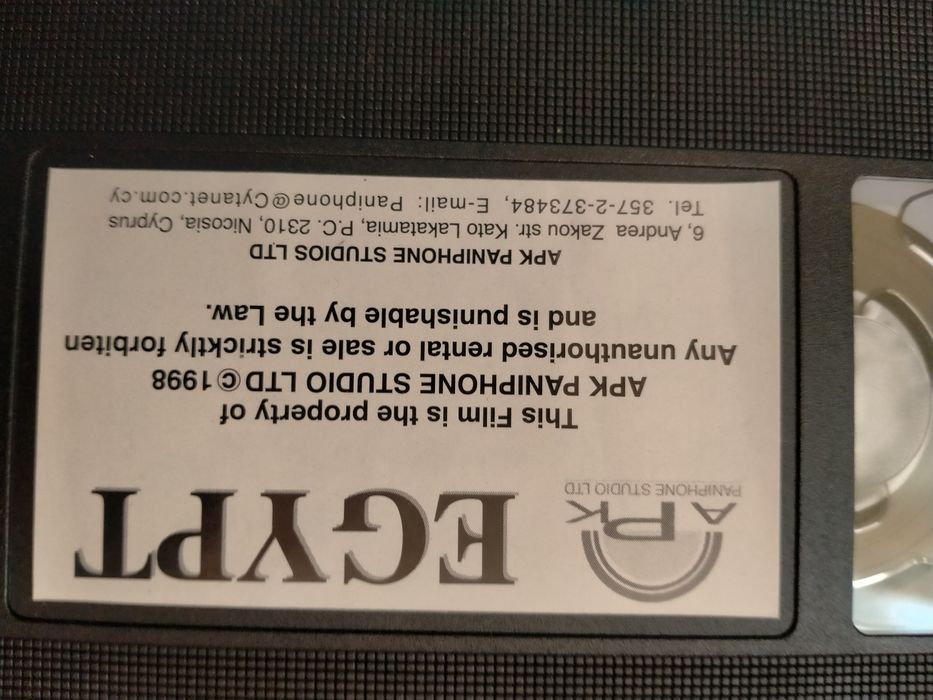 APK
PANIPHONE STUDIO LTD
EGYPT
This Film is the property of
APK PANIPHONE STUDIO LTD © 1998
Any unauthorised rental or sale is stricktly forbiten
and is punishable by the Law.
APK PANIPHONE STUDIOS LTD
6, Andrea Zakou str. Kato Lakatamia, P.C. 2310, Nicosia, Cyprus
Tel. 357-2-373484, E-mail: Paniphone@Cytanet.com.cy